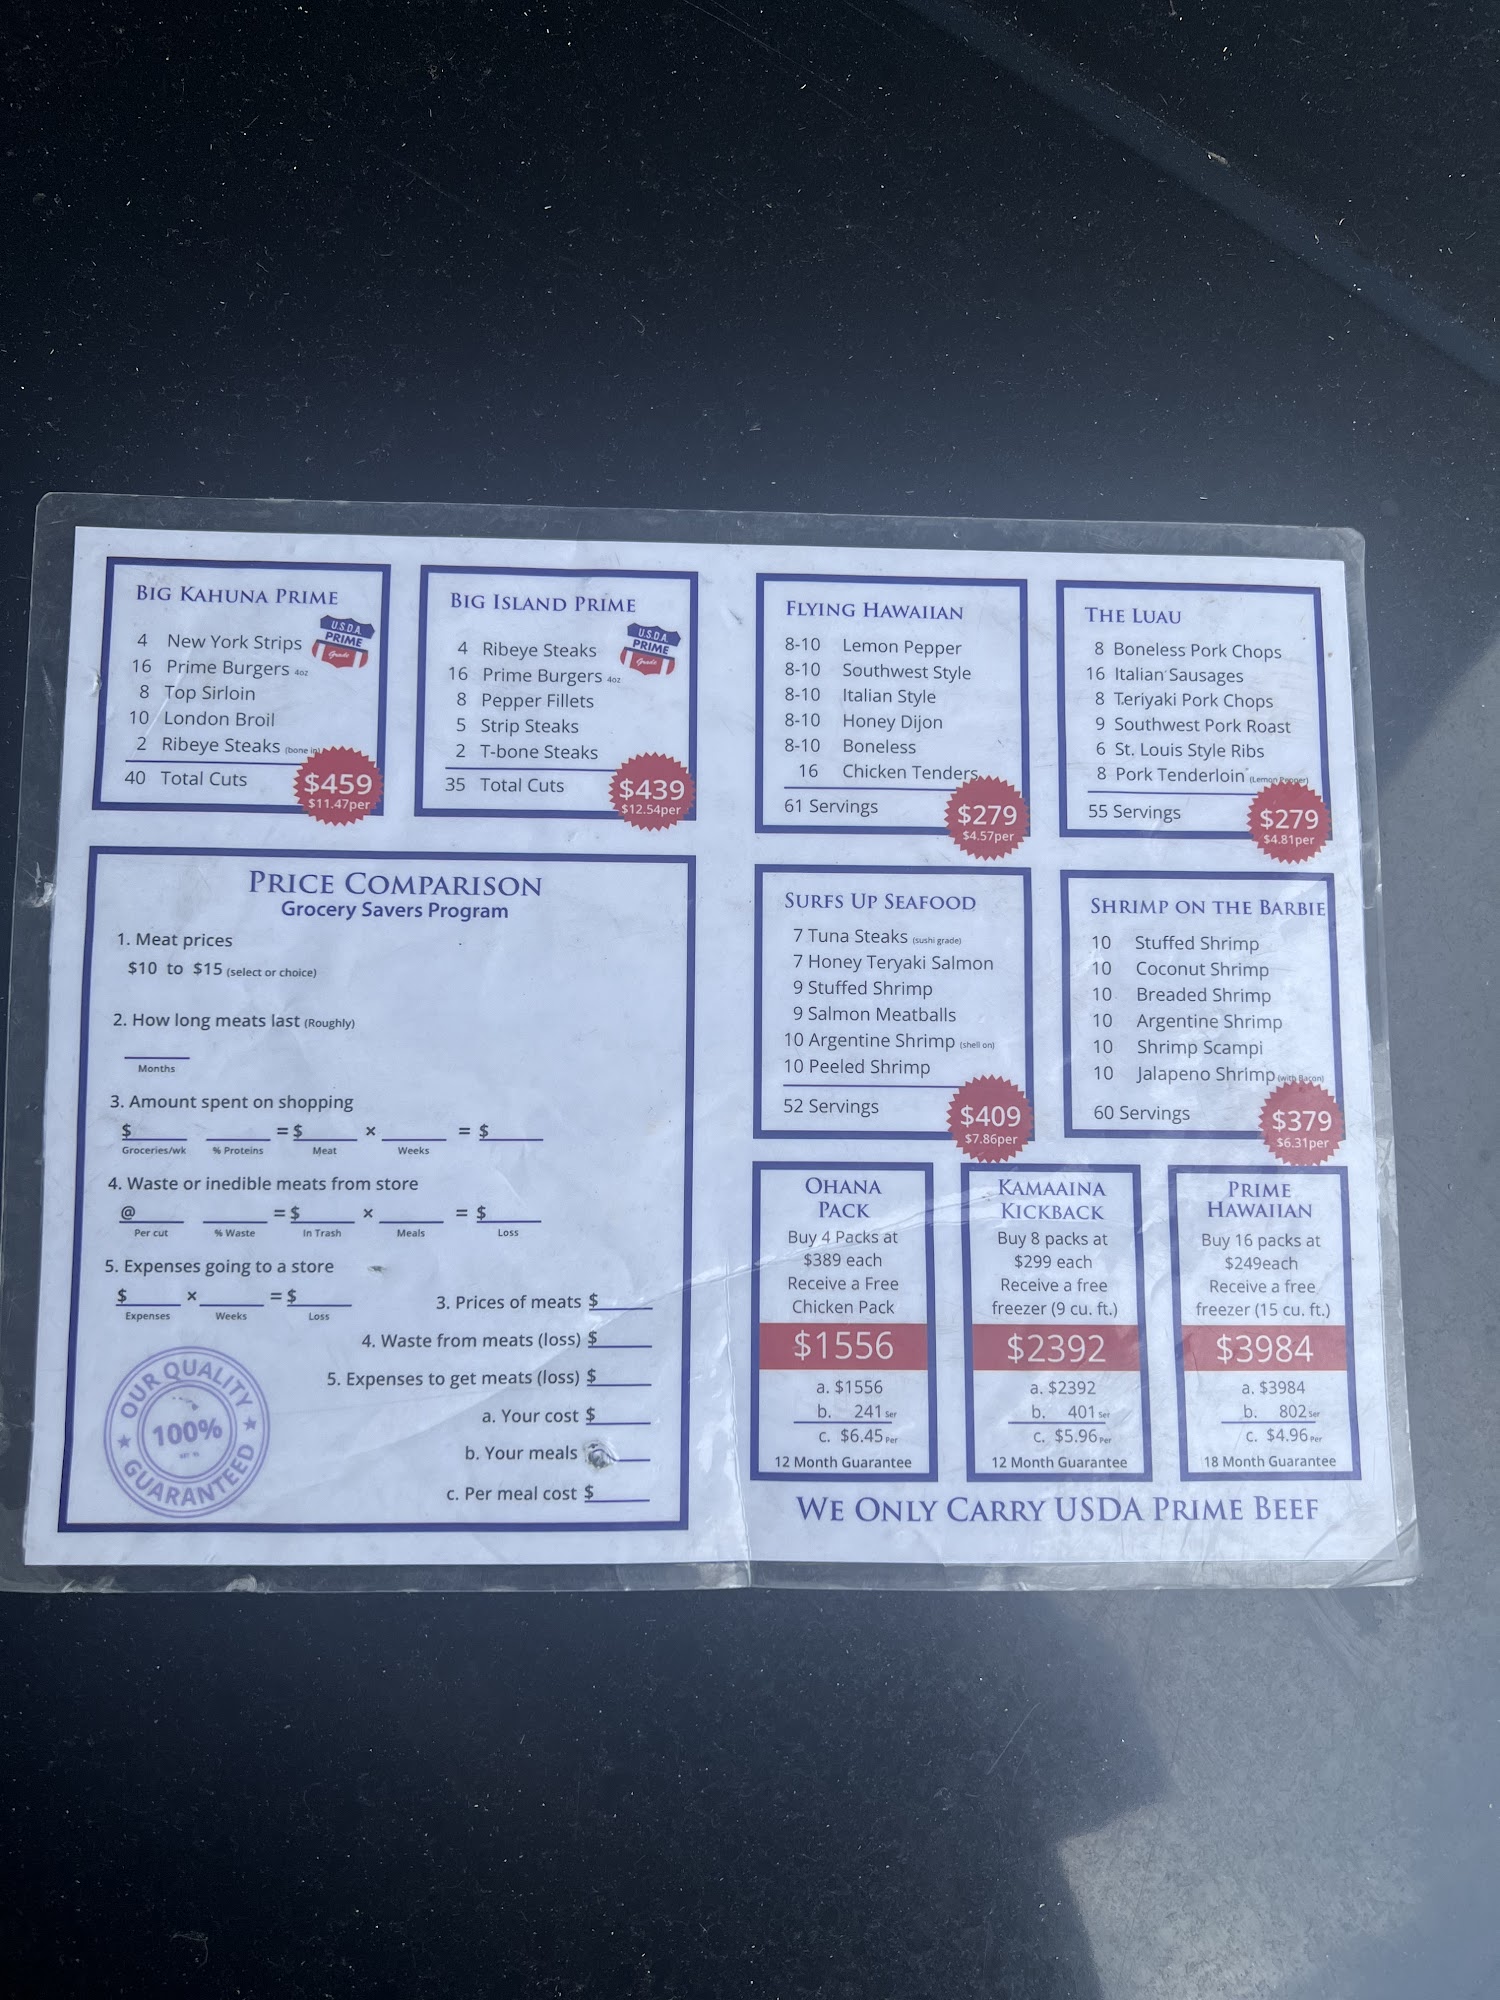 BIG KAHUNA PRIME
U.S.D.A.
PRIME
Grade
4 New York Strips
16 Prime Burgers 4oz
8 Top Sirloin
10 London Broil
2 Ribeye Steaks (bone in)
40 Total Cuts
$459
$11.47per
BIG ISLAND PRIME
U.S.D.A.
PRIME
Grade
4 Ribeye Steaks
16 Prime Burgers 4oz
8 Pepper Fillets
5 Strip Steaks
2 T-bone Steaks
35 Total Cuts
$439
$12.54per
FLYING HAWAIIAN
8-10 Lemon Pepper
8-10 Southwest Style
8-10 Italian Style
8-10 Honey Dijon
8-10 Boneless
16 Chicken Tenders
61 Servings
$279
$4.57per
THE LUAU
8 Boneless Pork Chops
16 Italian Sausages
8 Teriyaki Pork Chops
9 Southwest Pork Roast
6 St. Louis Style Ribs
8 Pork Tenderloin (Lemon Pepper)
55 Servings
$279
$4.81per
PRICE COMPARISON
Grocery Savers Program
1. Meat prices
$10 to $15 (select or choice)
2. How long meats last (Roughly)
Months
3. Amount spent on shopping
$ = $ × = $
Groceries/wk % Proteins Meat Weeks
4. Waste or inedible meats from store
@ = $ × = $
Per cut % Waste In Trash Meals Loss
5. Expenses going to a store
$ × = $
Expenses Weeks Loss
3. Prices of meats $
4. Waste from meats (loss) $
5. Expenses to get meats (loss) $
a. Your cost $
b. Your meals
c. Per meal cost $
OUR QUALITY
100%
GUARANTEED
SURFS UP SEAFOOD
7 Tuna Steaks (sushi grade)
7 Honey Teryaki Salmon
9 Stuffed Shrimp
9 Salmon Meatballs
10 Argentine Shrimp (shell on)
10 Peeled Shrimp
52 Servings
$409
$7.86per
SHRIMP ON THE BARBIE
10 Stuffed Shrimp
10 Coconut Shrimp
10 Breaded Shrimp
10 Argentine Shrimp
10 Shrimp Scampi
10 Jalapeno Shrimp (with Bacon)
60 Servings
$379
$6.31per
OHANA
PACK
Buy 4 Packs at
$389 each
Receive a Free
Chicken Pack
$1556
a. $1556
b. 241 Ser
c. $6.45 Per
12 Month Guarantee
KAMAAINA
KICKBACK
Buy 8 packs at
$299 each
Receive a free
freezer (9 cu. ft.)
$2392
a. $2392
b. 401 Ser
c. $5.96 Per
12 Month Guarantee
PRIME
HAWAIIAN
Buy 16 packs at
$249each
Receive a free
freezer (15 cu. ft.)
$3984
a. $3984
b. 802 Ser
c. $4.96 Per
18 Month Guarantee
WE ONLY CARRY USDA PRIME BEEF